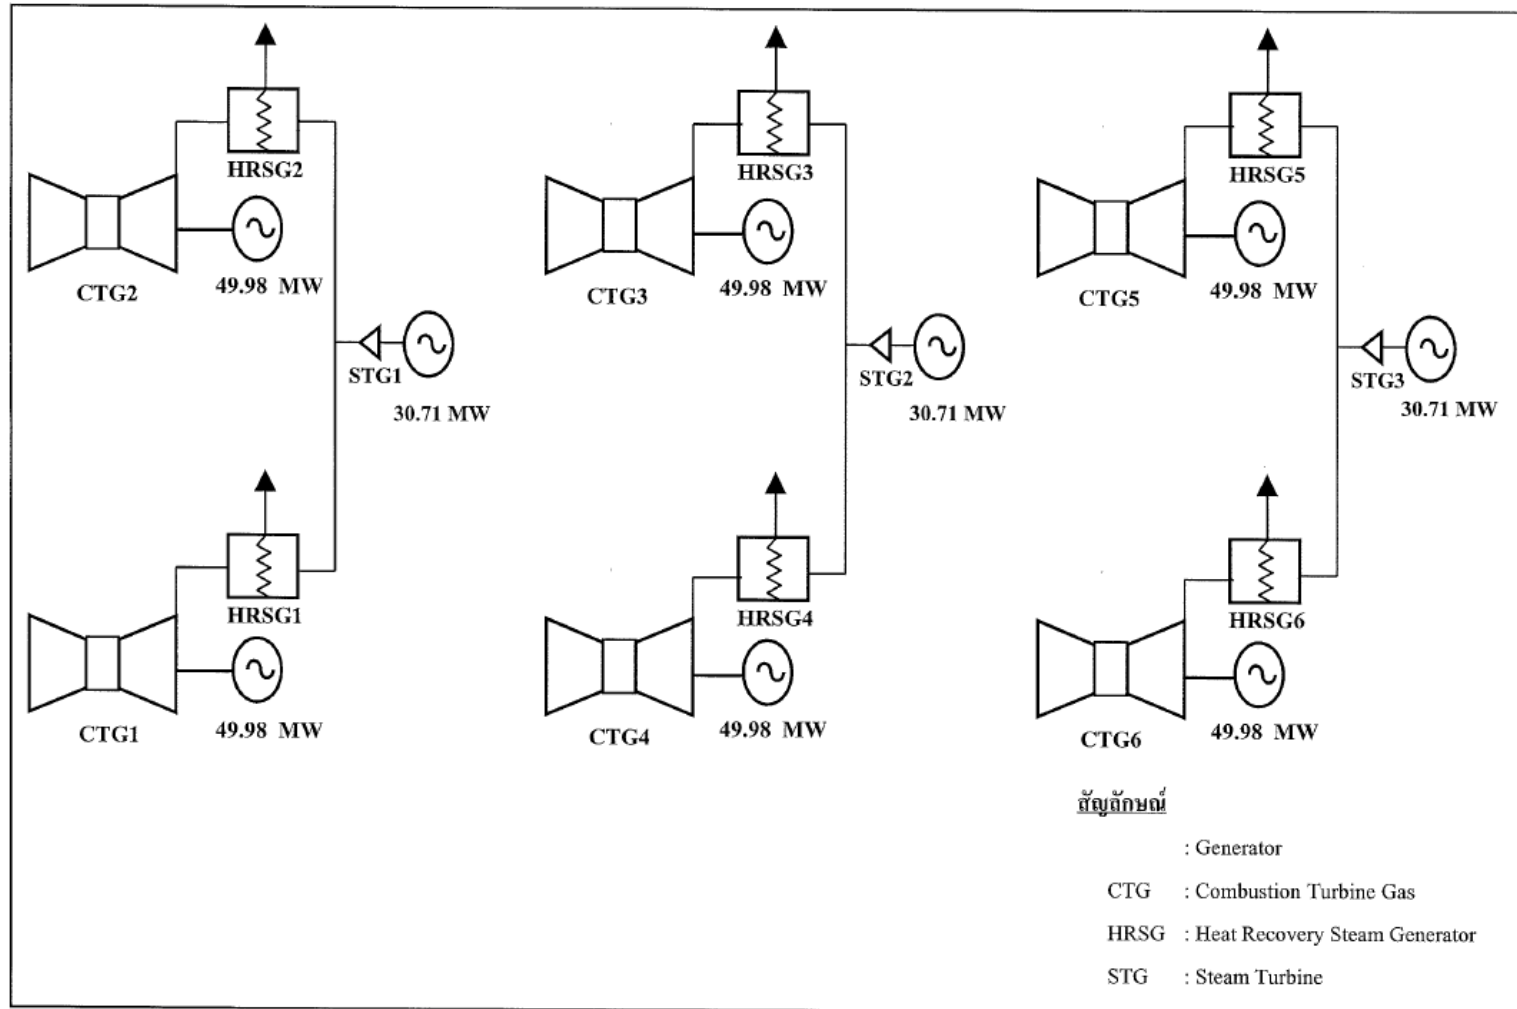 HRSG2
CTG2
49.98 MW
STG1
30.71 MW
HRSG1
CTG1
49.98 MW
HRSG3
CTG3
49.98 MW
STG2
30.71 MW
HRSG4
CTG4
49.98 MW
HRSG5
CTG5
49.98 MW
STG3
30.71 MW
HRSG6
CTG6
49.98 MW
สัญลักษณ์
: Generator
CTG : Combustion Turbine Gas
HRSG : Heat Recovery Steam Generator
STG : Steam Turbine